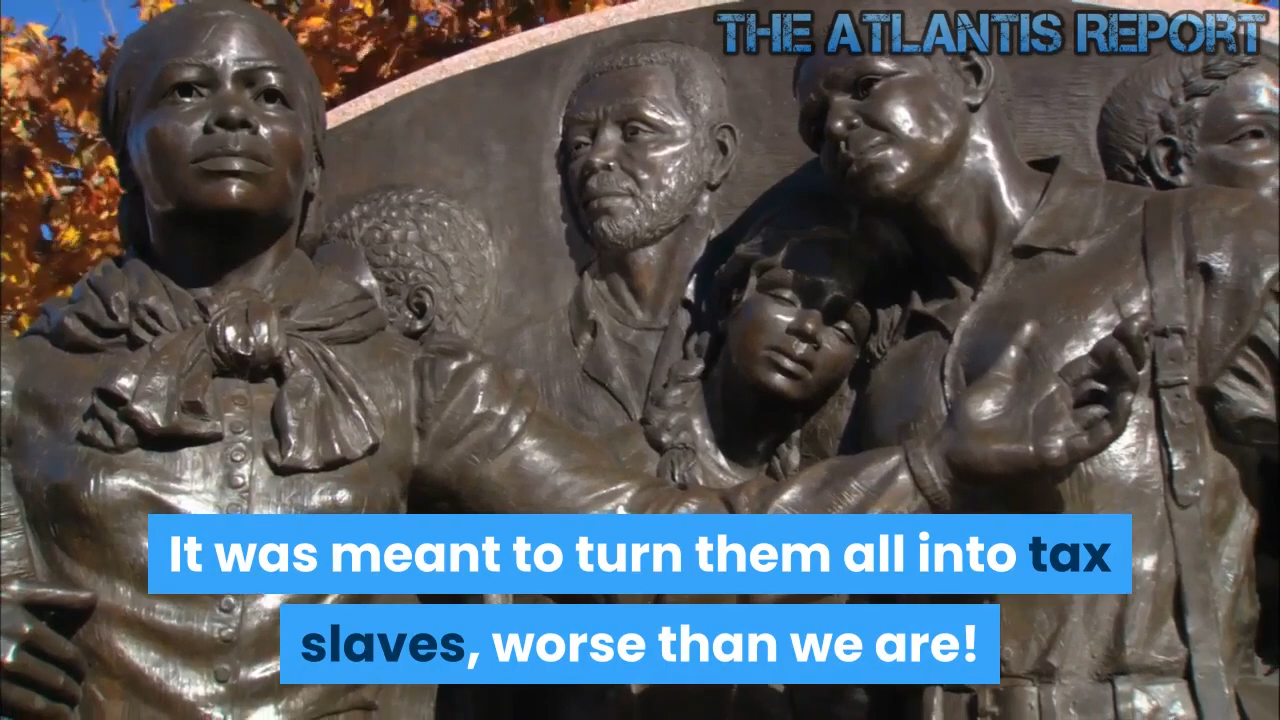 THE ATLANTIS REPORT
It was meant to turn them all into tax
slaves, worse than we are!